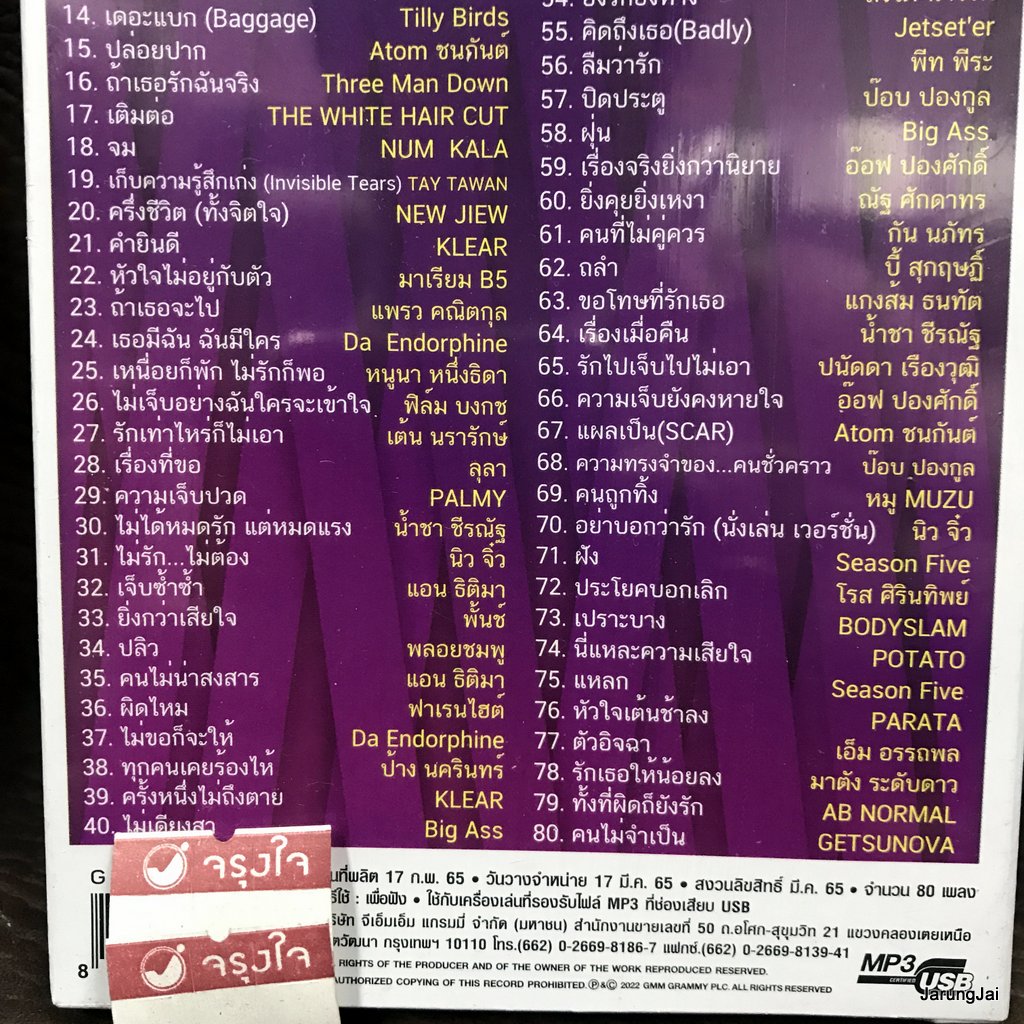 14. เดอะแบก (Baggage) Tilly Birds
15. ปล่อยปาก Atom ชนกันต์
16. ถ้าเธอรักฉันจริง Three Man Down
17. เติมต่อ THE WHITE HAIR CUT
18. จม NUM KALA
19. เก็บความรู้สึกเก่ง (Invisible Tears) TAY TAWAN
20. ครึ่งชีวิต (ทั้งจิตใจ) NEW JIEW
21. คำยินดี KLEAR
22. หัวใจไม่อยู่กับตัว มาเรียม B5
23. ถ้าเธอจะไป แพรว คณิตกุล
24. เธอมีฉัน ฉันมีใคร Da Endorphine
25. เหนื่อยก็พัก ไม่รักก็พอ หนูนา หนึ่งธิดา
26. ไม่เจ็บอย่างฉันใครจะเข้าใจ ฟิล์ม บงกช
27. รักเท่าไหร่ก็ไม่เอา เต้น นรารักษ์
28. เรื่องที่ขอ ลุลา
29. ความเจ็บปวด PALMY
30. ไม่ได้หมดรัก แต่หมดแรง น้ำชา ชีรณัฐ
31. ไม่รัก...ไม่ต้อง นิว จิ๋ว
32. เจ็บซ้ำซ้ำ แอน ธิติมา
33. ยิ่งกว่าเสียใจ พั้นช์
34. ปลิว พลอยชมพู
35. คนไม่น่าสงสาร แอน ธิติมา
36. ผิดไหม ฟาเรนไฮต์
37. ไม่ขอก็จะให้ Da Endorphine
38. ทุกคนเคยร้องไห้ ป้าง นครินทร์
39. ครั้งหนึ่งไม่ถึงตาย KLEAR
40. ไม่เดียงสา Big Ass
55. คิดถึงเธอ(Badly) Jetset'er
56. ลืมว่ารัก พีท พีระ
57. ปิดประตู ป๊อบ ปองกูล
58. ฝุ่น Big Ass
59. เรื่องจริงยิ่งกว่านิยาย อ๊อฟ ปองศักดิ์
60. ยิ่งคุยยิ่งเหงา ณัฐ ศักดาทร
61. คนที่ไม่คู่ควร กัน นภัทร
62. ถลำ บี้ สุกฤษฎิ์
63. ขอโทษที่รักเธอ แกงส้ม ธนทัต
64. เรื่องเมื่อคืน น้ำชา ชีรณัฐ
65. รักไปเจ็บไปไม่เอา ปนัดดา เรืองวุฒิ
66. ความเจ็บยังคงหายใจ อ๊อฟ ปองศักดิ์
67. แผลเป็น(SCAR) Atom ชนกันต์
68. ความทรงจำของ...คนชั่วคราว ป๊อบ ปองกูล
69. คนถูกทิ้ง หมู MUZU
70. อย่าบอกว่ารัก (นั่งเล่น เวอร์ชั่น) นิว จิ๋ว
71. ฝัง Season Five
72. ประโยคบอกเลิก โรส ศิรินทิพย์
73. เปราะบาง BODYSLAM
74. นี่แหละความเสียใจ POTATO
75. แหลก Season Five
76. หัวใจเต้นช้าลง PARATA
77. ตัวอิจฉา เอ็ม อรรถพล
78. รักเธอให้น้อยลง มาตัง ระดับดาว
79. ทั้งที่ผิดก็ยังรัก AB NORMAL
80. คนไม่จำเป็น GETSUNOVA
จรุงใจ
จรุงใจ
G
8
ที่ผลิต 17 ก.พ. 65 • วันวางจำหน่าย 17 มี.ค. 65 • สงวนลิขสิทธิ์ มี.ค. 65 • จำนวน 80 เพลง
ใช้ : เพื่อฟัง • ใช้กับเครื่องเล่นที่รองรับไฟล์ MP3 ที่ช่องเสียบ USB
จีเอ็มเอ็ม แกรมมี่ จำกัด (มหาชน) สำนักงานขายเลขที่ 50 ถ.อโศก-สุขุมวิท 21 แขวงคลองเตยเหนือ
วัฒนา กรุงเทพฯ 10110 โทร.(662) 0-2669-8186-7 แฟกซ์.(662) 0-2669-8139-41
RIGHTS OF THE PRODUCER AND OF THE OWNER OF THE WORK REPRODUCED RESERVED.
COPYING OF THIS RECORD PROHIBITED. ℗&© 2022 GMM GRAMMY PLC. ALL RIGHTS RESERVED
MP3 CERTIFIED USB
JarungJai